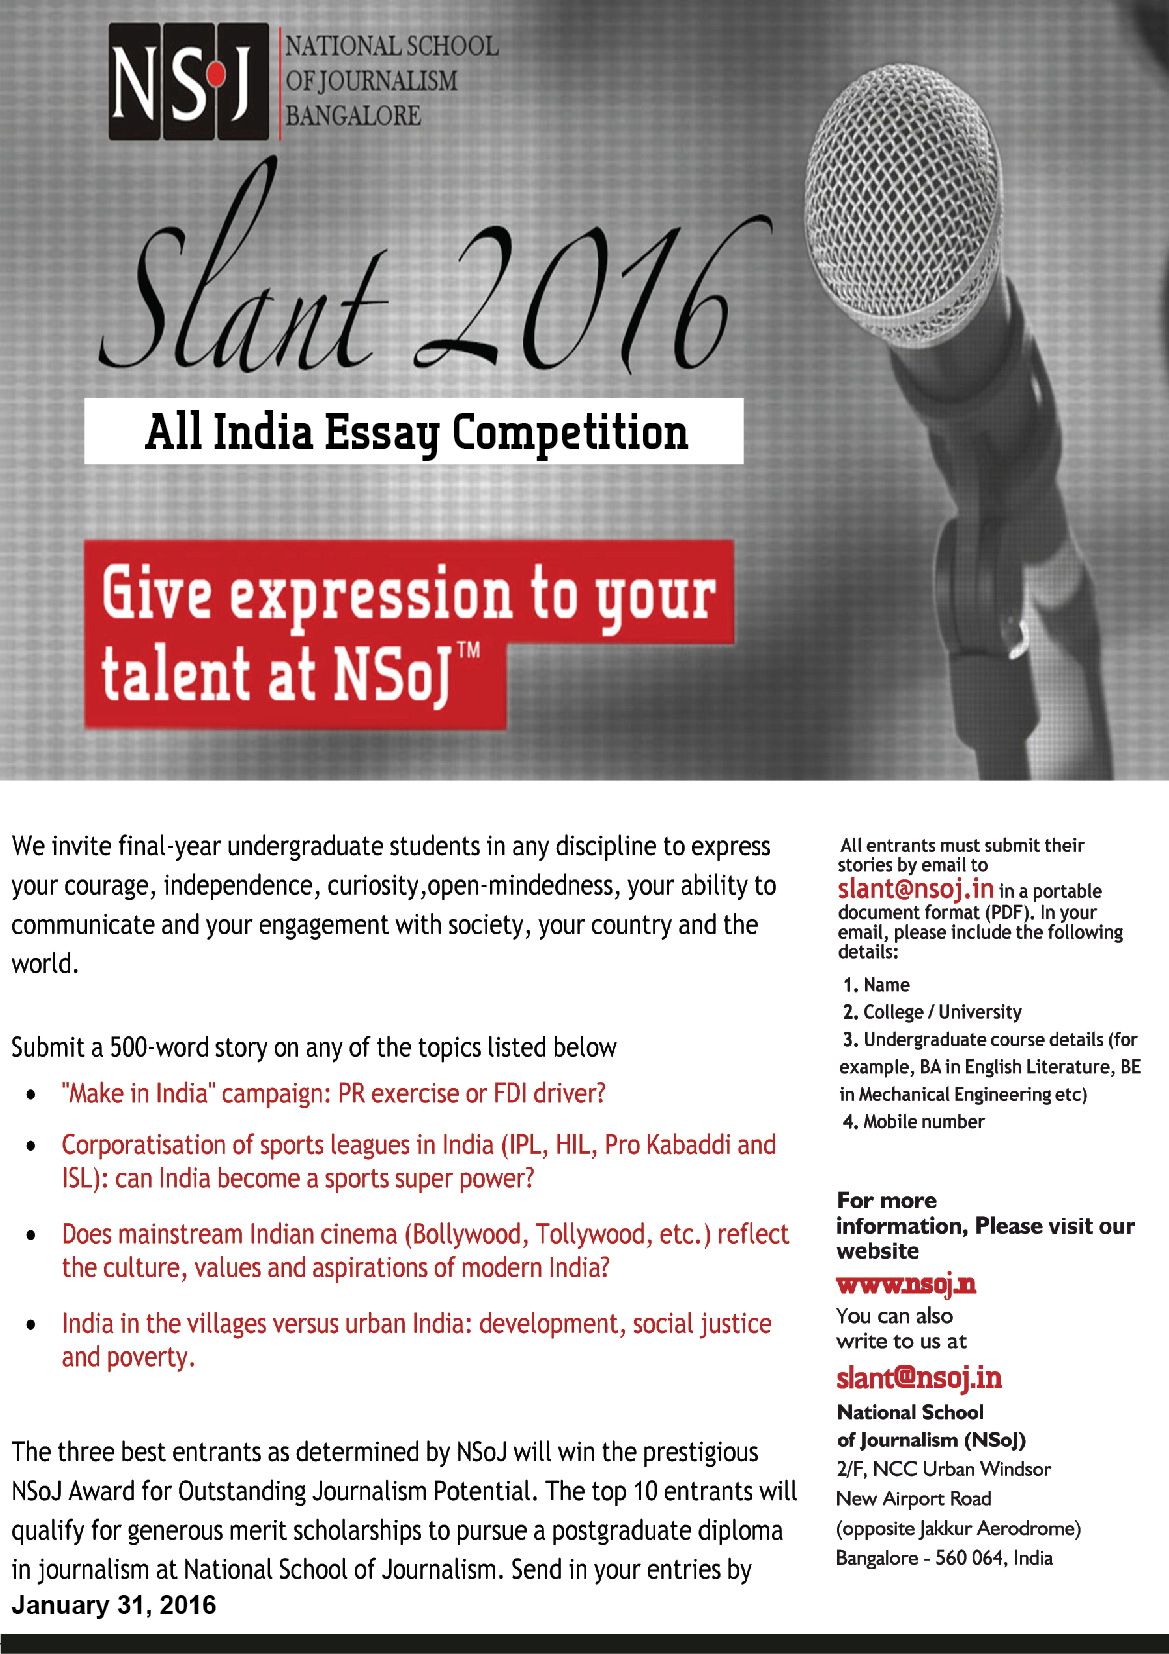 NSoJ
NATIONAL SCHOOL
OF JOURNALISM
BANGALORE
Slant 2016
All India Essay Competition
Give expression to your
talent at NSoJ™
We invite final-year undergraduate students in any discipline to express
your courage, independence, curiosity,open-mindedness, your ability to
communicate and your engagement with society, your country and the
world.
Submit a 500-word story on any of the topics listed below
• "Make in India" campaign: PR exercise or FDI driver?
• Corporatisation of sports leagues in India (IPL, HIL, Pro Kabaddi and
ISL): can India become a sports super power?
• Does mainstream Indian cinema (Bollywood, Tollywood, etc.) reflect
the culture, values and aspirations of modern India?
• India in the villages versus urban India: development, social justice
and poverty.
The three best entrants as determined by NSoJ will win the prestigious
NSoJ Award for Outstanding Journalism Potential. The top 10 entrants will
qualify for generous merit scholarships to pursue a postgraduate diploma
in journalism at National School of Journalism. Send in your entries by
January 31, 2016
All entrants must submit their
stories by email to
slant@nsoj.in in a portable
document format (PDF). In your
email, please include the following
details:
1. Name
2. College / University
3. Undergraduate course details (for
example, BA in English Literature, BE
in Mechanical Engineering etc)
4. Mobile number
For more
information, Please visit our
website
www.nsoj.n
You can also
write to us at
slant@nsoj.in
National School
of Journalism (NSoJ)
2/F, NCC Urban Windsor
New Airport Road
(opposite Jakkur Aerodrome)
Bangalore - 560 064, India